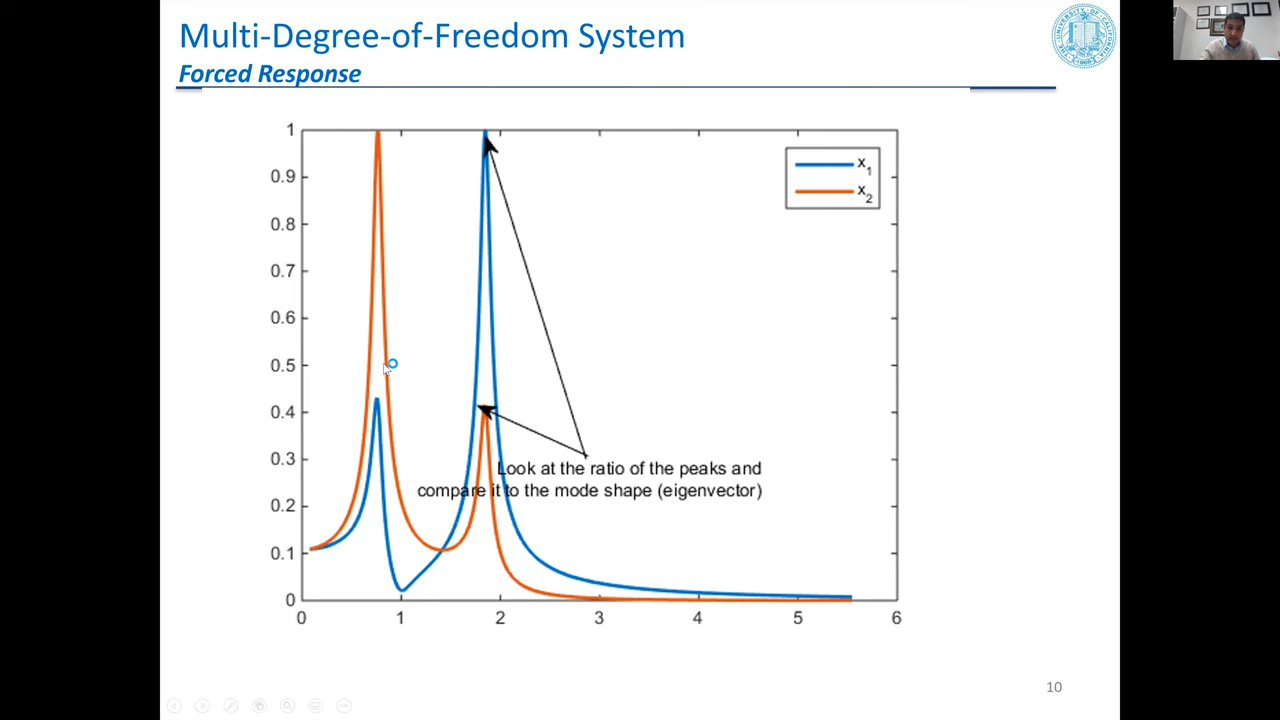 Multi-Degree-of-Freedom System
Forced Response
1
0.9
0.8
0.7
0.6
0.5
0.4
0.3
0.2
0.1
0
x1
x2
Look at the ratio of the peaks and
compare it to the mode shape (eigenvector)
0 1 2 3 4 5 6
10